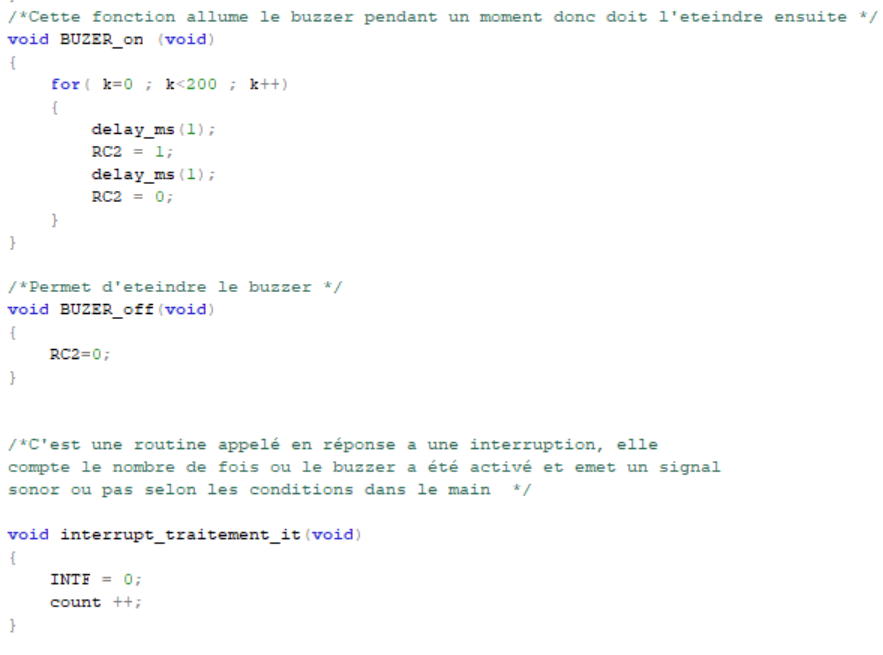 /*Cette fonction allume le buzzer pendant un moment donc doit l'eteindre ensuite */
void BUZER_on (void)
{
for( k=0 ; k<200 ; k++)
{
delay_ms(1);
RC2 = 1;
delay_ms(1);
RC2 = 0;
}
}
/*Permet d'eteindre le buzzer */
void BUZER_off(void)
{
RC2=0;
}
/*C'est une routine appelé en réponse a une interruption, elle
compte le nombre de fois ou le buzzer a été activé et emet un signal
sonor ou pas selon les conditions dans le main */
void interrupt_traitement_it(void)
{
INTF = 0;
count ++;
}